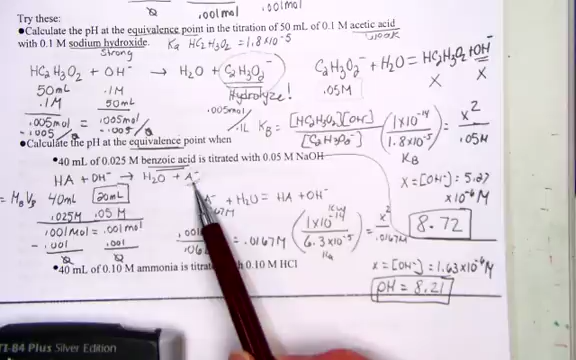 .001mol
Try these:
•Calculate the pH at the equivalence point in the titration of 50 mL of 0.1 M acetic acid
weak
with 0.1 M sodium hydroxide. Ka HC2H3O2 = 1.8×10^-5
Strong
HC2H3O2 + OH^- → H2O + C2H3O2^-
50mL .1M
.1M 50mL
.005mol = .005mol
-.005 -.005
Hydrolyze!
.005mol
.1L
C2H3O2^- + H2O = HC2H3O2 + OH^-
.05M X X
KB = [HC2H3O2][OH^-] / [C2H3O2^-] (1×10^-14 / 1.8×10^-5) = x^2 / .05M
KB
x = [OH^-] = 5.27 ×10^-6 M
8.72
•Calculate the pH at the equivalence point when
•40 mL of 0.025 M benzoic acid is titrated with 0.05 M NaOH
HA + OH^- → H2O + A^-
= MBVB 40mL 20mL
.025M .05M
.001mol = .001mol
-.001 .001
0 0
+ H2O = HA + OH^-
= .0167M (1×10^-14 / 6.3×10^-5) = x^2 / .0167M
Ka
x = [OH^-] = 1.63×10^-6 M
pH = 8.21
•40 mL of 0.10 M ammonia is titrated with 0.10 M HCl
TI-84 Plus Silver Edition